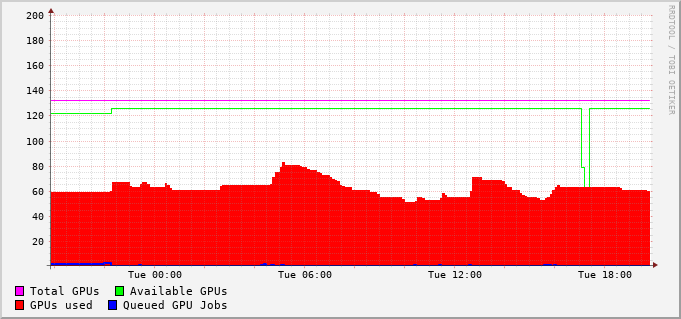 RRDTOOL / TOBI OETIKER
200
180
160
140
120
100
80
60
40
20
Tue 00:00 Tue 06:00 Tue 12:00 Tue 18:00
Total GPUs Available GPUs
GPUs used Queued GPU Jobs